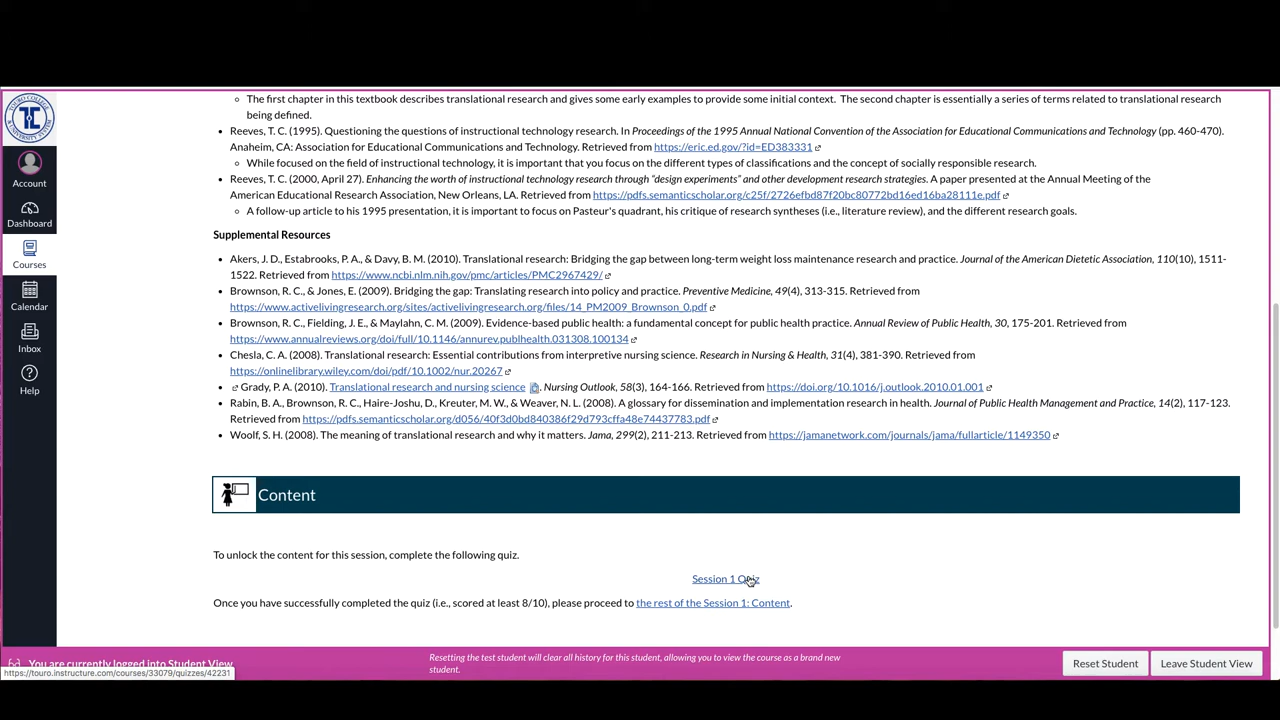 The first chapter in this textbook describes translational research and gives some early examples to provide some initial context.  The second chapter is essentially a series of terms related to translational research
being defined.
Reeves, T. C. (1995). Questioning the questions of instructional technology research. In Proceedings of the 1995 Annual National Convention of the Association for Educational Communications and Technology (pp. 460-470).
Anaheim, CA: Association for Educational Communications and Technology. Retrieved from https://eric.ed.gov/?id=ED383331
While focused on the field of instructional technology, it is important that you focus on the different types of classifications and the concept of socially responsible research.
Reeves, T. C. (2000, April 27). Enhancing the worth of instructional technology research through "design experiments" and other development research strategies. A paper presented at the Annual Meeting of the
American Educational Research Association, New Orleans, LA. Retrieved from https://pdfs.semanticscholar.org/c25f/2726efbd87f20bc80772bd16ed16ba28111e.pdf
A follow-up article to his 1995 presentation, it is important to focus on Pasteur's quadrant, his critique of research syntheses (i.e., literature review), and the different research goals.
Supplemental Resources
Akers, J. D., Estabrooks, P. A., & Davy, B. M. (2010). Translational research: Bridging the gap between long-term weight loss maintenance research and practice. Journal of the American Dietetic Association, 110(10), 1511-
1522. Retrieved from https://www.ncbi.nlm.nih.gov/pmc/articles/PMC2967429/
Brownson, R. C., & Jones, E. (2009). Bridging the gap: Translating research into policy and practice. Preventive Medicine, 49(4), 313-315. Retrieved from
https://www.activelivingresearch.org/sites/activelivingresearch.org/files/14_PM2009_Brownson_0.pdf
Brownson, R. C., Fielding, J. E., & Maylahn, C. M. (2009). Evidence-based public health: a fundamental concept for public health practice. Annual Review of Public Health, 30, 175-201. Retrieved from
https://www.annualreviews.org/doi/full/10.1146/annurev.publhealth.031308.100134
Chesla, C. A. (2008). Translational research: Essential contributions from interpretive nursing science. Research in Nursing & Health, 31(4), 381-390. Retrieved from
https://onlinelibrary.wiley.com/doi/pdf/10.1002/nur.20267
Grady, P. A. (2010). Translational research and nursing science . Nursing Outlook, 58(3), 164-166. Retrieved from https://doi.org/10.1016/j.outlook.2010.01.001
Rabin, B. A., Brownson, R. C., Haire-Joshu, D., Kreuter, M. W., & Weaver, N. L. (2008). A glossary for dissemination and implementation research in health. Journal of Public Health Management and Practice, 14(2), 117-123.
Retrieved from https://pdfs.semanticscholar.org/d056/40f3d0bd840386f29d793cffa48e74437783.pdf
Woolf, S. H. (2008). The meaning of translational research and why it matters. Jama, 299(2), 211-213. Retrieved from https://jamanetwork.com/journals/jama/fullarticle/1149350
Content
To unlock the content for this session, complete the following quiz.
Session 1 Quiz
Once you have successfully completed the quiz (i.e., scored at least 8/10), please proceed to the rest of the Session 1: Content.
Account
Dashboard
Courses
Calendar
Inbox
Help
You are currently logged into Student View
https://touro.instructure.com/courses/33079/quizzes/42231
Resetting the test student will clear all history for this student, allowing you to view the course as a brand new
student.
Reset Student
Leave Student View